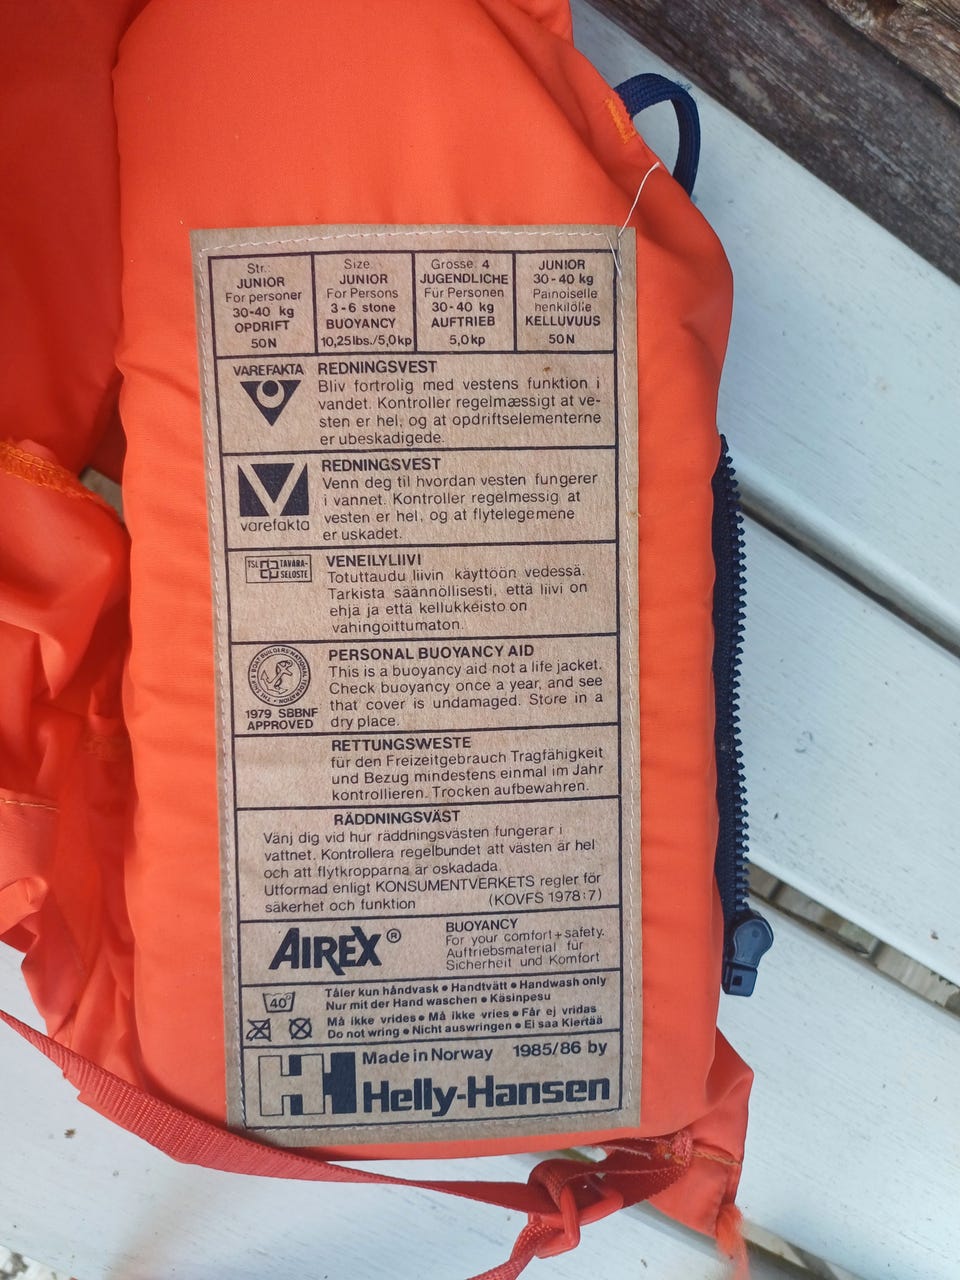 Str.:
JUNIOR
For personer
30-40 kg
OPDRIFT
50N
Size:
JUNIOR
For Persons
3-6 stone
BUOYANCY
10,25lbs./5,0kp
Grösse: 4
JUGENDLICHE
Für Personen
30-40 kg
AUFTRIEB
5,0kp
JUNIOR
30-40 kg
Painoiselle
henkilölle
KELLUVUUS
50N
VAREFAKTA
REDNINGSVEST
Bliv fortrolig med vestens funktion i
vandet. Kontroller regelmæssigt at ve-
sten er hel, og at opdriftselementerne
er ubeskadigede.
varefakta
REDNINGSVEST
Venn deg til hvordan vesten fungerer
i vannet. Kontroller regelmessig at
vesten er hel, og at flytelegemene
er uskadet.
TSL TAVARA-
SELOSTE
VENEILYLIIVI
Totuttaudu liivin käyttöön vedessä.
Tarkista säännöllisesti, että liivi on
ehjä ja että kellukkeisto on
vahingoittumaton.
THE SHIP & BOAT BUILDERS NATIONAL FEDERATION
1979 SBBNF
APPROVED
PERSONAL BUOYANCY AID
This is a buoyancy aid not a life jacket.
Check buoyancy once a year, and see
that cover is undamaged. Store in a
dry place.
RETTUNGSWESTE
für den Freizeitgebrauch Tragfähigkeit
und Bezug mindestens einmal im Jahr
kontrollieren. Trocken aufbewahren.
RÄDDNINGSVÄST
Vänj dig vid hur räddningsvästen fungerar i
vattnet. Kontrollera regelbundet att västen är hel
och att flytkropparna är oskadada.
Utformad enligt KONSUMENTVERKETS regler för
säkerhet och funktion (KOVFS 1978:7)
AIREX®
BUOYANCY
For your comfort+safety.
Auftriebsmaterial für
Sicherheit und Komfort
40°
Tåler kun håndvask • Handtvätt • Handwash only
Nur mit der Hand waschen • Käsinpesu
Må ikke vrides • Må ikke vries • Får ej vridas
Do not wring • Nicht auswringen • Ei saa Kiertää
Made in Norway 1985/86 by
HH Helly-Hansen